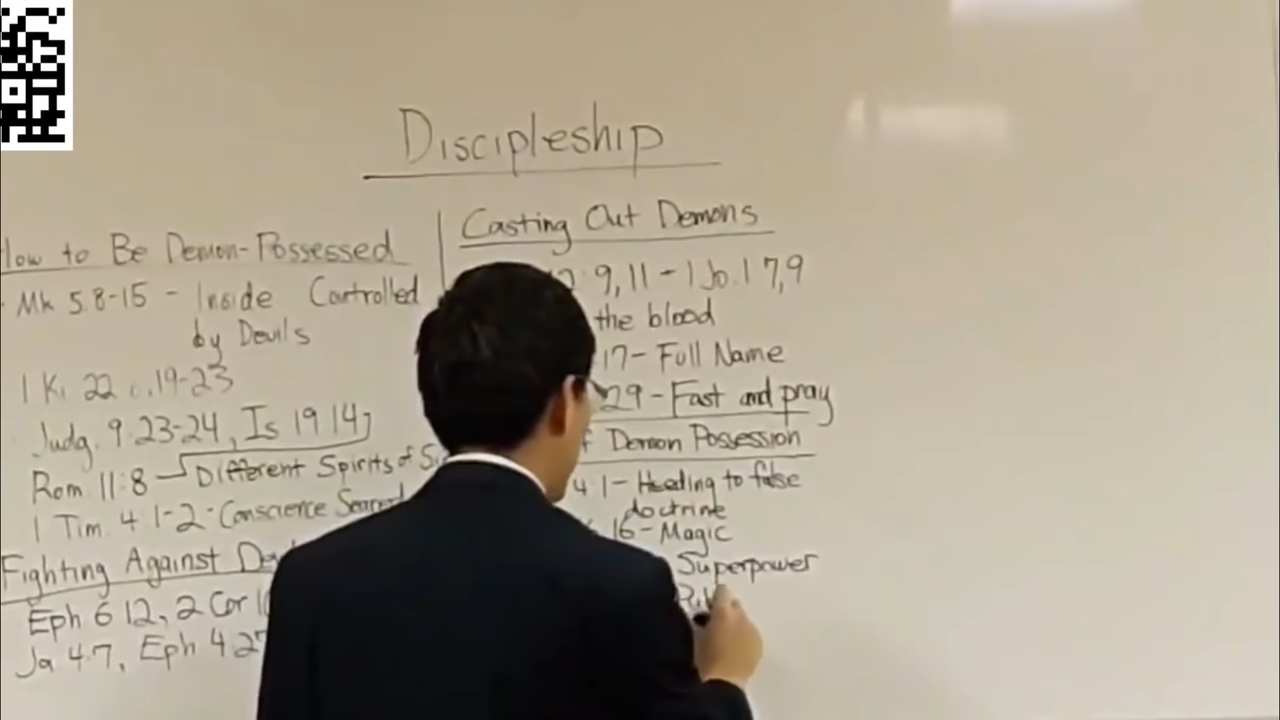 Discipleship
How to Be Demon-Possessed
Mk 5.8-15 - Inside Controlled
by Devils
1 Ki 22 19-23
Judg. 9 23-24, Is 19 14
Rom. 11:8 Different Spirits of
1 Tim. 4 1-2 - Conscience Seared
Fighting Against
Eph 6 12, 2 Cor
Ja 4.7, Eph 4.27
Casting Out Demons
9,11 - 1 Jo. 1 7,9
the blood
17 - Full Name
29 - Fast and pray
Demon Possession
4 1 - Heeding to false
doctrine
16 - Magic
Superpower